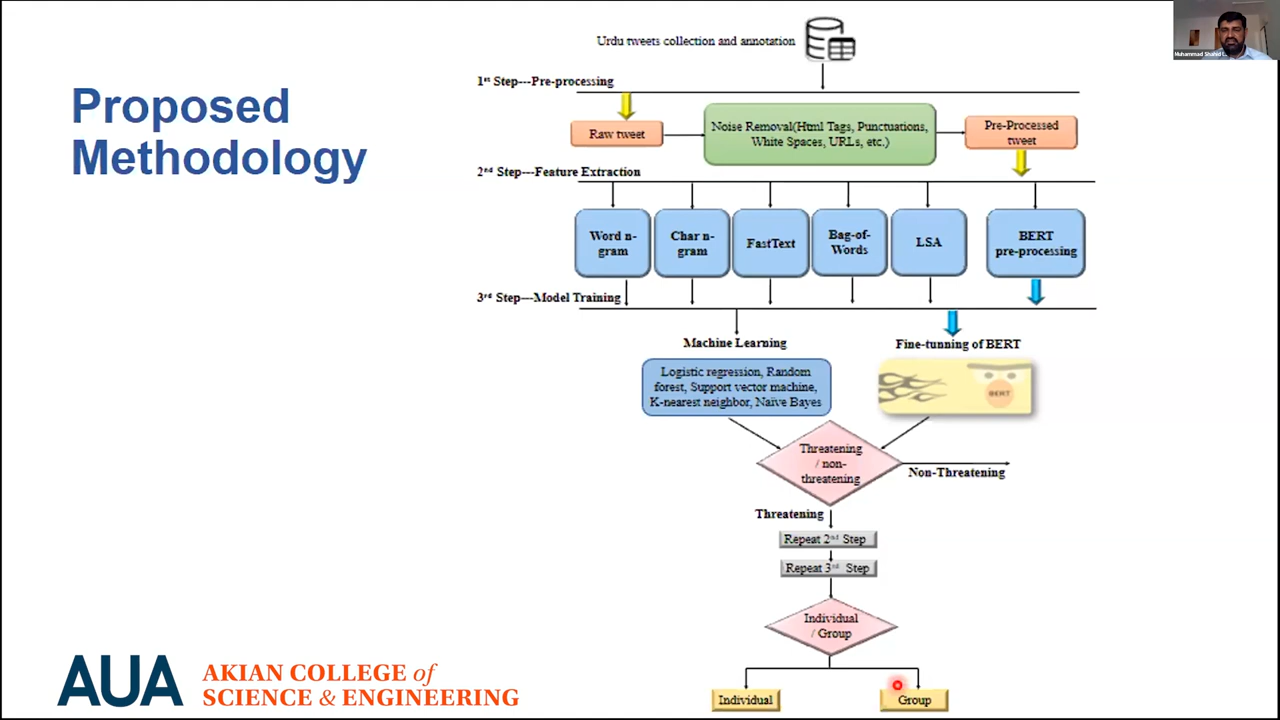 Proposed
Methodology
Urdu tweets collection and annotation
1st Step---Pre-processing
Raw tweet
Noise Removal(Html Tags, Punctuations,
White Spaces, URLs, etc.)
Pre-Processed
tweet
2nd Step---Feature Extraction
Word n-
gram
Char n-
gram
FastText
Bag-of-
Words
LSA
BERT
pre-processing
3rd Step---Model Training
Machine Learning
Fine-tunning of BERT
Logistic regression, Random
forest, Support vector machine,
K-nearest neighbor, Naïve Bayes
BERT
Threatening
/ non-
threatening
Non-Threatening
Threatening
Repeat 2nd Step
Repeat 3rd Step
Individual
/ Group
Individual
Group
AUA AKIAN COLLEGE of
SCIENCE & ENGINEERING
Muhammad Shahid